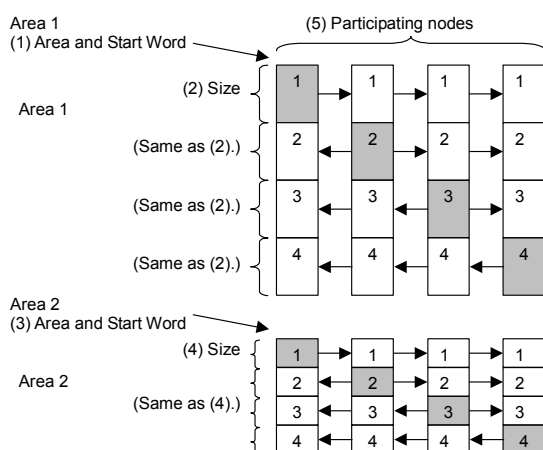 Area 1
(1) Area and Start Word
(5) Participating nodes
(2) Size
1 1 1 1
Area 1
(Same as (2).)
2 2 2 2
(Same as (2).)
3 3 3 3
(Same as (2).)
4 4 4 4
Area 2
(3) Area and Start Word
(4) Size
1 1 1 1
Area 2
2 2 2 2
(Same as (4).)
3 3 3 3
4 4 4 4